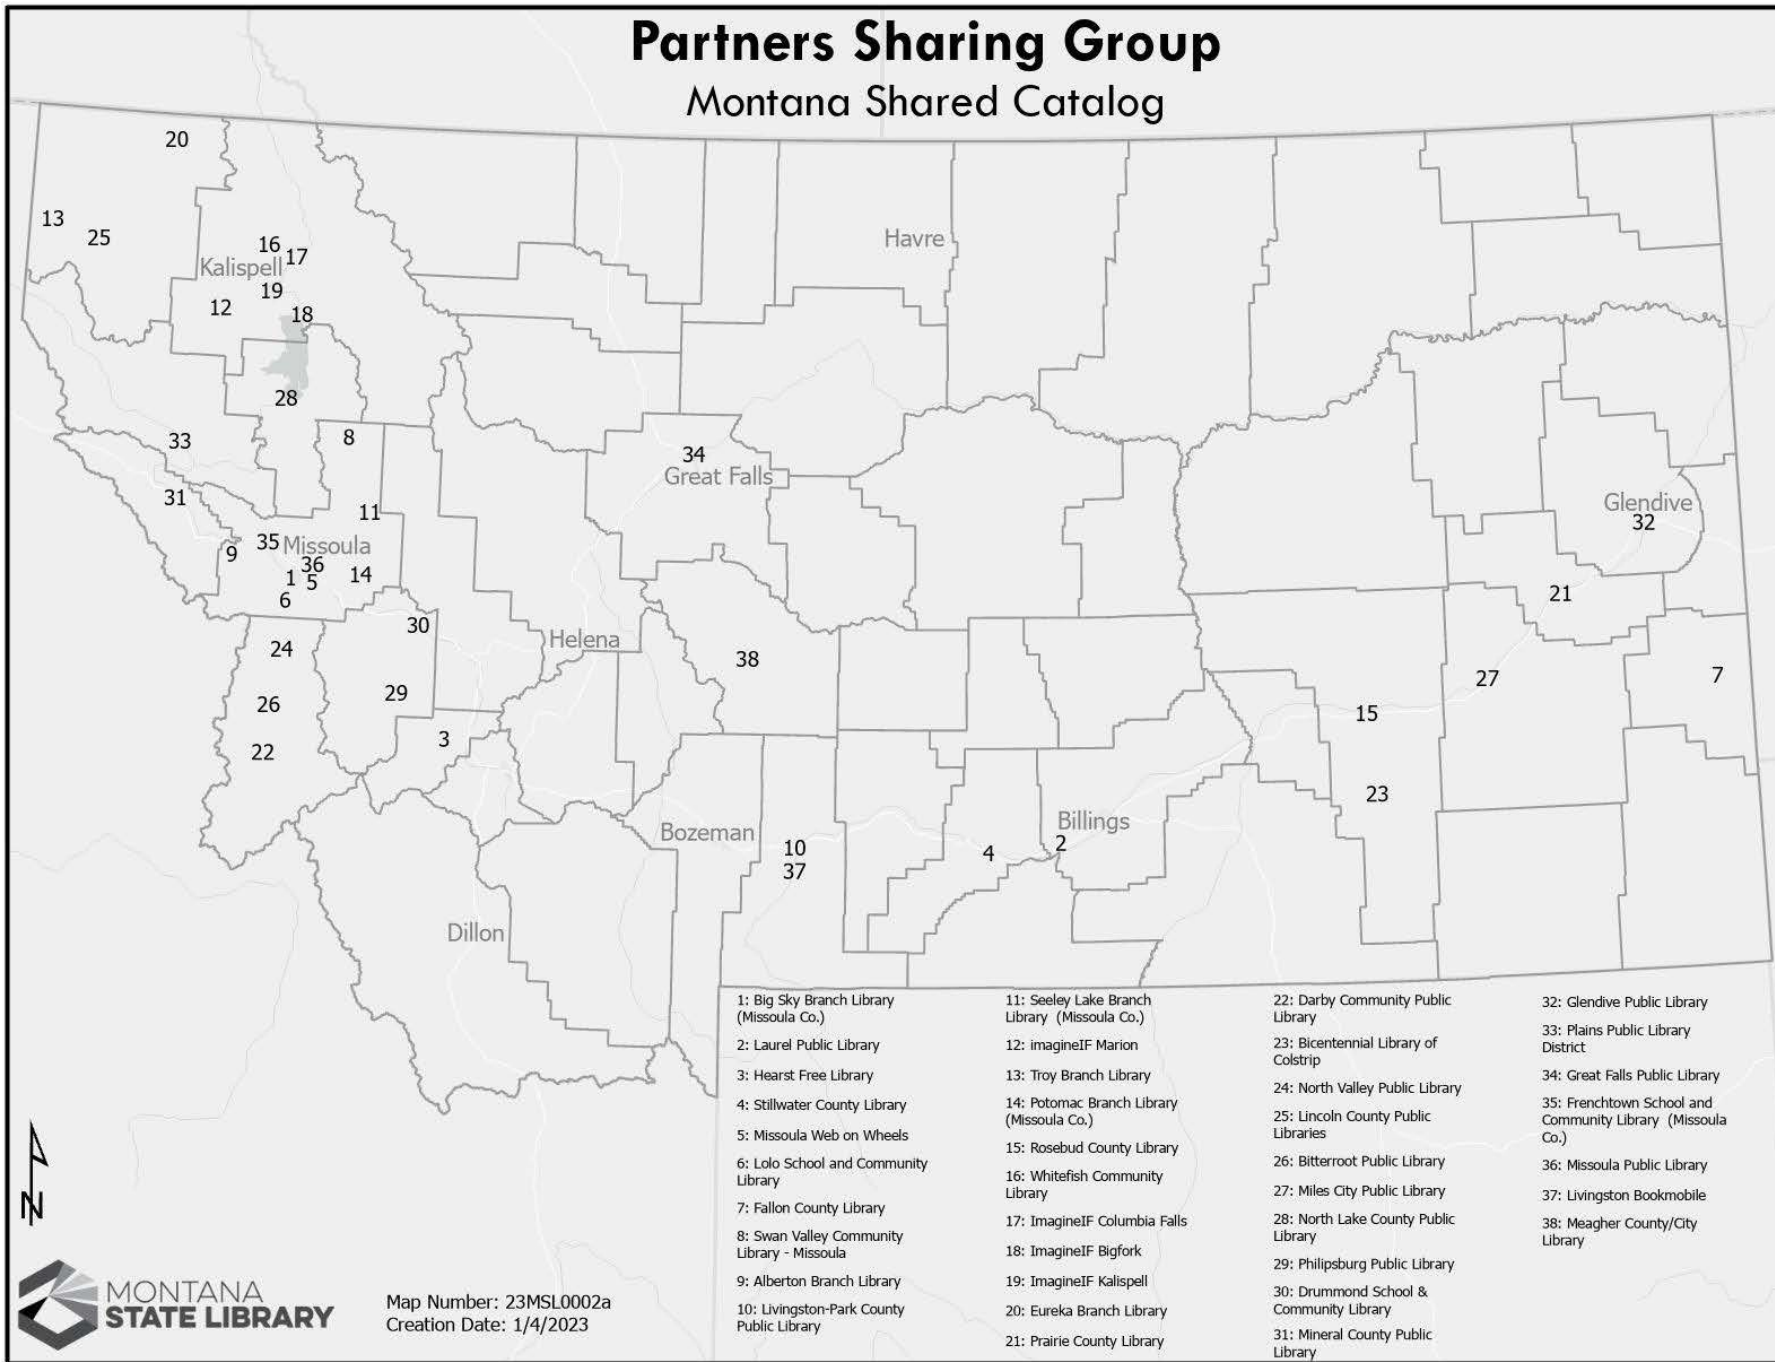 Partners Sharing Group
Montana Shared Catalog
20
13
25
16
17
Kalispell
19
12
18
28
33
8
31
11
35
Missoula
9
36
1
5
14
6
24
30
26
29
22
3
Havre
34
Great Falls
Helena
38
Glendive
32
21
27
7
15
23
Bozeman
10
37
4
Billings
2
Dillon
1: Big Sky Branch Library
(Missoula Co.)
2: Laurel Public Library
3: Hearst Free Library
4: Stillwater County Library
5: Missoula Web on Wheels
6: Lolo School and Community
Library
7: Fallon County Library
8: Swan Valley Community
Library - Missoula
9: Alberton Branch Library
10: Livingston-Park County
Public Library
11: Seeley Lake Branch
Library (Missoula Co.)
12: imagineIF Marion
13: Troy Branch Library
14: Potomac Branch Library
(Missoula Co.)
15: Rosebud County Library
16: Whitefish Community
Library
17: ImagineIF Columbia Falls
18: ImagineIF Bigfork
19: ImagineIF Kalispell
20: Eureka Branch Library
21: Prairie County Library
22: Darby Community Public
Library
23: Bicentennial Library of
Colstrip
24: North Valley Public Library
25: Lincoln County Public
Libraries
26: Bitterroot Public Library
27: Miles City Public Library
28: North Lake County Public
Library
29: Philipsburg Public Library
30: Drummond School &
Community Library
31: Mineral County Public
Library
32: Glendive Public Library
33: Plains Public Library
District
34: Great Falls Public Library
35: Frenchtown School and
Community Library (Missoula
Co.)
36: Missoula Public Library
37: Livingston Bookmobile
38: Meagher County/City
Library
N
MONTANA
STATE LIBRARY
Map Number: 23MSL0002a
Creation Date: 1/4/2023